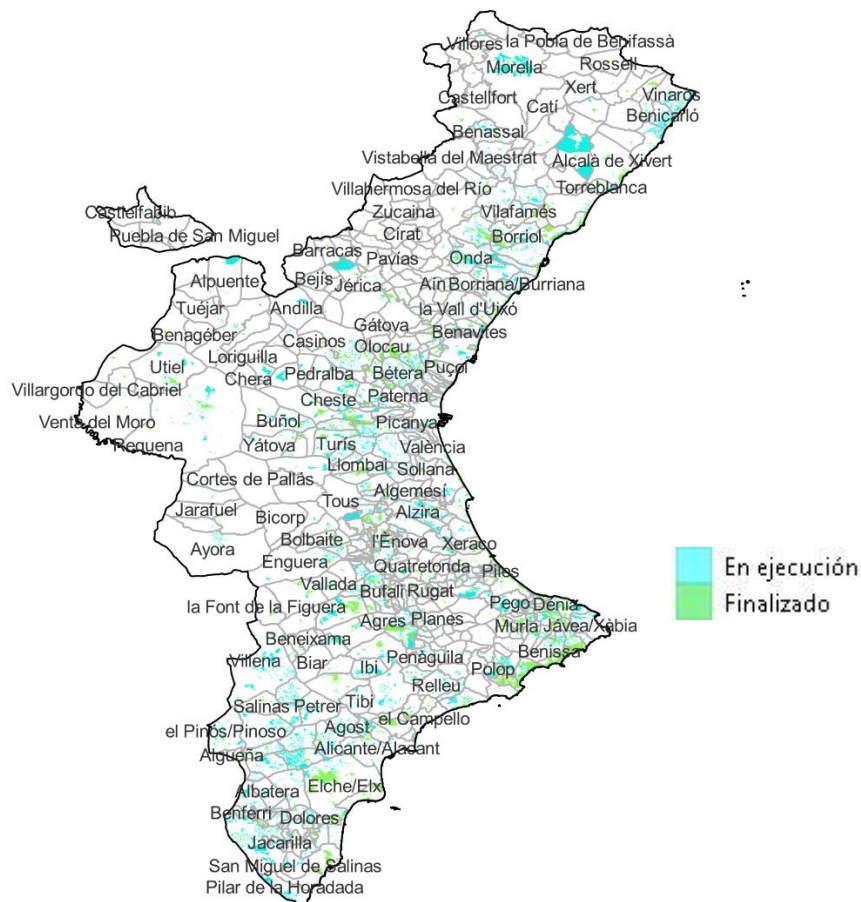 Villores
la Pobla de Benifassà
Morella
Rossell
Xert
Castellfort
Catí
Vinaròs
Benicarló
Benassal
Vistabella del Maestrat
Alcalà de Xivert
Villahermosa del Río
Torreblanca
Castielfabib
Zucaina
Vilafamés
Puebla de San Miguel
Cirat
Borriol
Barracas
Pavías
Onda
Alpuente
Bejís
Jérica
Aín
Borriana/Burriana
Tuéjar
Andilla
la Vall d'Uixó
Gátova
Benagéber
Casinos
Olocau
Benavites
Utiel
Loriguilla
Chera
Pedralba
Bétera
Puçol
Villargordo del Cabriel
Cheste
Paterna
Venta del Moro
Buñol
Picanya
Requena
Yátova
Turís
València
Llombai
Sollana
Cortes de Pallás
Algemesí
Jarafuel
Tous
Alzira
Bicorp
Ayora
Bolbaite
l'Ènova
Xeraco
Enguera
Quatretonda
Piles
Vallada
Bufali
Rugat
Pego
Dénia
la Font de la Figuera
Agres
Planes
Murla
Jávea/Xàbia
Beneixama
Benissa
Villena
Biar
Ibi
Penàguila
Polop
Relleu
Salinas
Petrer
Tibi
el Campello
el Pinós/Pinoso
Agost
Algueña
Alicante/Alacant
Albatera
Elche/Elx
Benferri
Dolores
Jacarilla
San Miguel de Salinas
Pilar de la Horadada
En ejecución
Finalizado